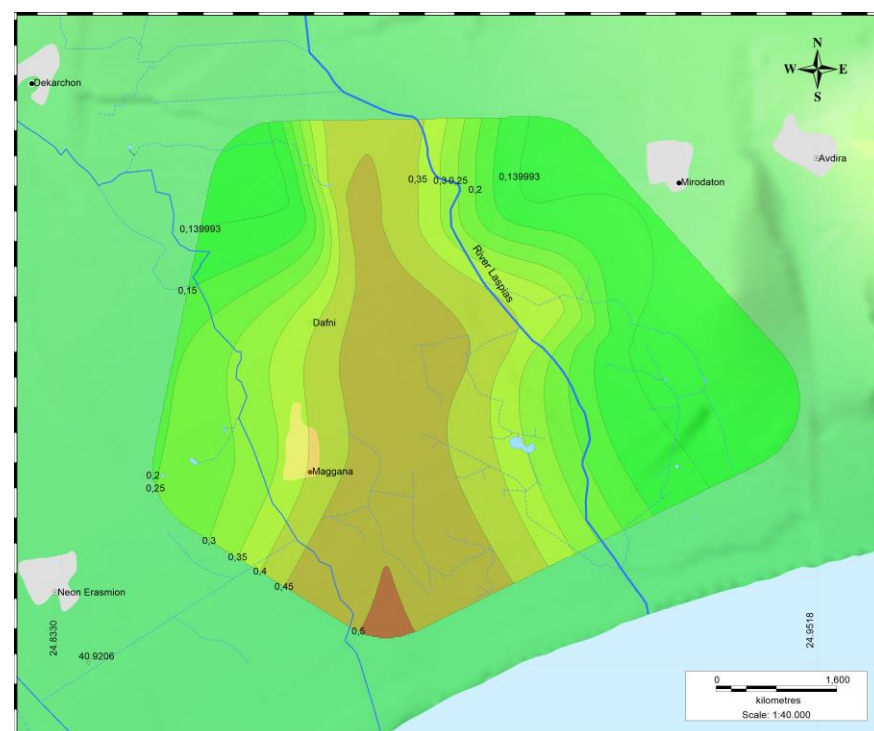 N
W E
S
Dekarchon
Avdira
Mirodaton
0,35 0,3 0,25
0,2
0,139993
0,139993
River Laspias
0,15
Dafni
Maggana
0,2
0,25
0,3
0,35
0,4
0,45
0,5
Neon Erasmion
24.8330
40.9206
24.9518
0 1,600
kilometres
Scale: 1:40.000